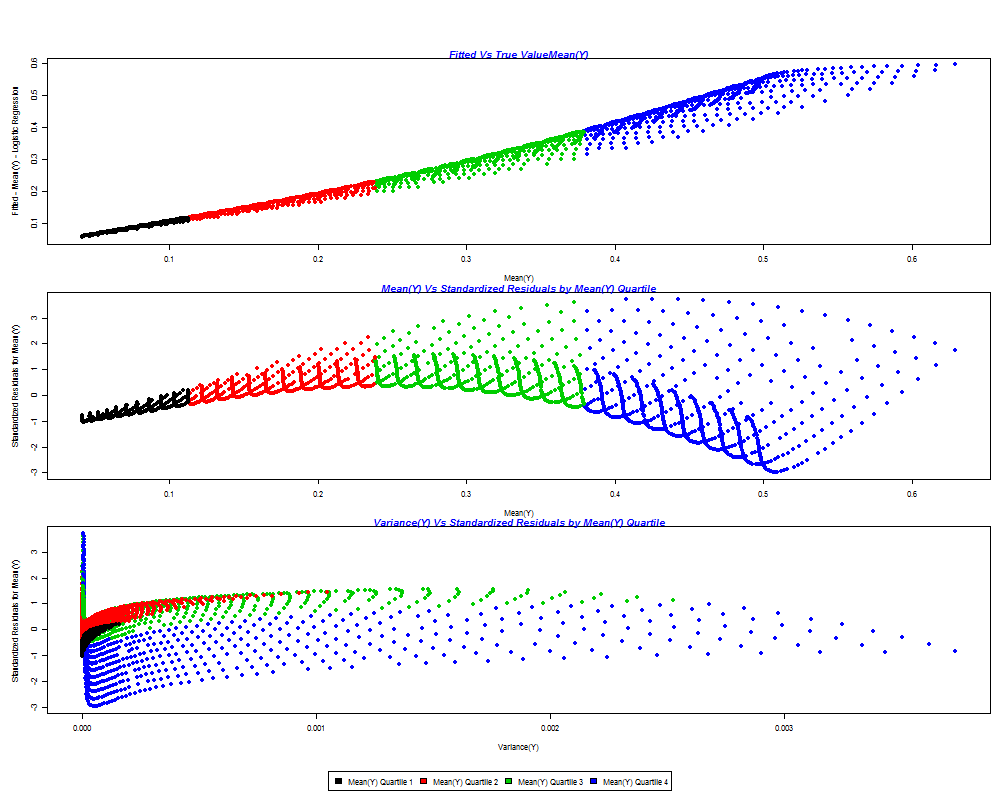 Fitted Vs True ValueMean(Y)
Fitted - Mean(Y) - Logistic Regression
0.6
0.5
0.4
0.3
0.2
0.1
0.1 0.2 0.3 0.4 0.5 0.6
Mean(Y)
Mean(Y) Vs Standardized Residuals by Mean(Y) Quartile
Standardized Residuals for Mean(Y)
3
2
1
0
-1
-2
-3
0.1 0.2 0.3 0.4 0.5 0.6
Mean(Y)
Variance(Y) Vs Standardized Residuals by Mean(Y) Quartile
Standardized Residuals for Mean(Y)
3
2
1
0
-1
-2
-3
0.000 0.001 0.002 0.003
Variance(Y)
Mean(Y) Quartile 1 Mean(Y) Quartile 2 Mean(Y) Quartile 3 Mean(Y) Quartile 4